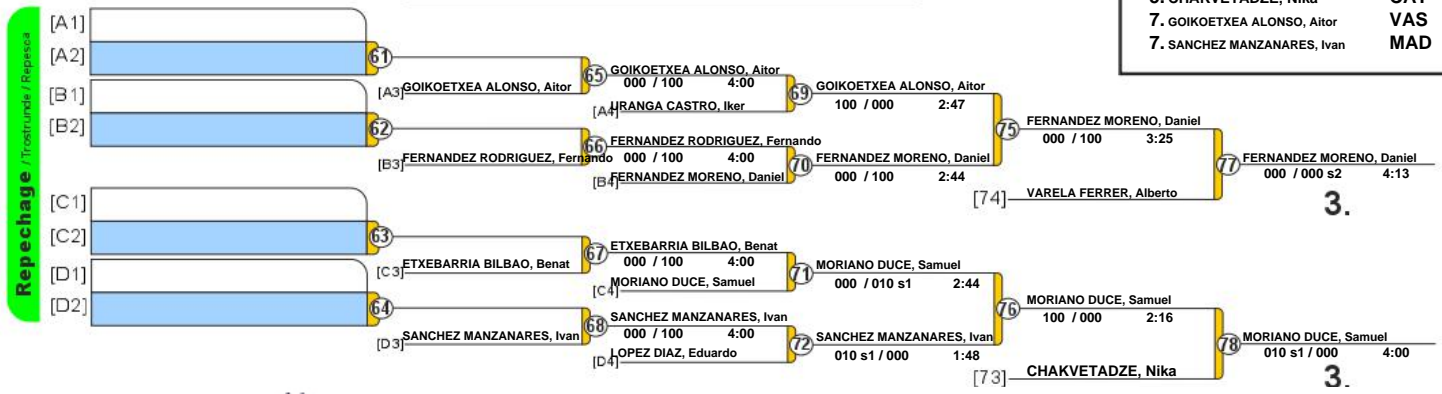 7. GOIKOETXEA ALONSO, Aitor VAS
7. SANCHEZ MANZANARES, Ivan MAD
Repechage / Trostrunde / Repesca
[A1]
[A2]
61
[A3] GOIKOETXEA ALONSO, Aitor
[B1]
[B2]
62
[B3] FERNANDEZ RODRIGUEZ, Fernando
[C1]
[C2]
63
[C3] ETXEBARRIA BILBAO, Benat
[D1]
[D2]
64
[D3] SANCHEZ MANZANARES, Ivan
65 GOIKOETXEA ALONSO, Aitor
000 / 100 4:00
[A4] URANGA CASTRO, Iker
66 FERNANDEZ RODRIGUEZ, Fernando
000 / 100 4:00
[B4] FERNANDEZ MORENO, Daniel
67 ETXEBARRIA BILBAO, Benat
000 / 100 4:00
[C4] MORIANO DUCE, Samuel
68 SANCHEZ MANZANARES, Ivan
000 / 100 4:00
[D4] LOPEZ DIAZ, Eduardo
69 GOIKOETXEA ALONSO, Aitor
100 / 000 2:47
70 FERNANDEZ MORENO, Daniel
000 / 100 2:44
71 MORIANO DUCE, Samuel
000 / 010 s1 2:44
72 SANCHEZ MANZANARES, Ivan
010 s1 / 000 1:48
75 FERNANDEZ MORENO, Daniel
000 / 100 3:25
[74] VARELA FERRER, Alberto
76 MORIANO DUCE, Samuel
100 / 000 2:16
[73] CHAKVETADZE, Nika
77 FERNANDEZ MORENO, Daniel
000 / 000 s2 4:13
3.
78 MORIANO DUCE, Samuel
010 s1 / 000 4:00
3.